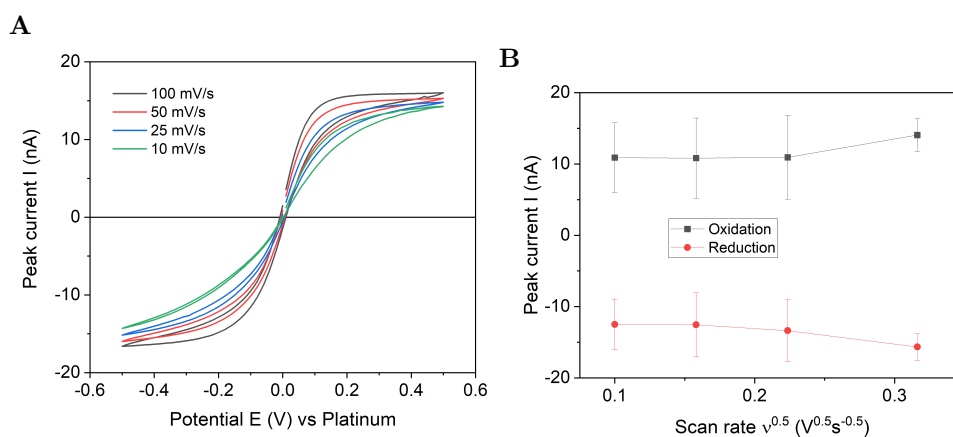 A
20
10
0
-10
-20
-0.6
-0.4
-0.2
0.0
0.2
0.4
0.6
Peak current I (nA)
Potential E (V) vs Platinum
100 mV/s
50 mV/s
25 mV/s
10 mV/s
B
20
10
0
-10
-20
0.1
0.2
0.3
Peak current I (nA)
Scan rate ν^0.5 (V^0.5s^-0.5)
Oxidation
Reduction